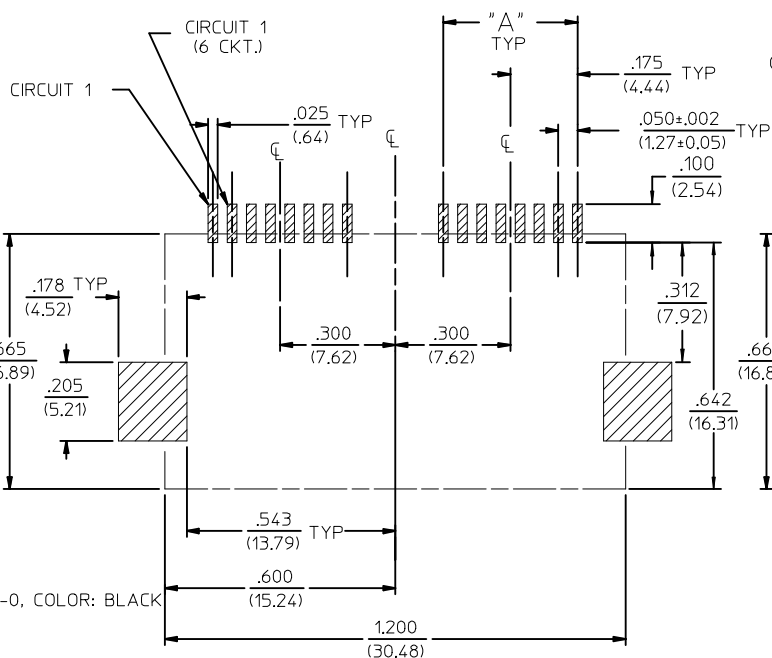 CIRCUIT 1
(6 CKT.)
CIRCUIT 1
"A"
TYP
.175
(4.44)
TYP
.025
(.64)
TYP
℄
℄
℄
.050±.002
(1.27±0.05)
TYP
.100
(2.54)
.178
(4.52)
TYP
.300
(7.62)
.300
(7.62)
.312
(7.92)
.205
(5.21)
.642
(16.31)
.543
(13.79)
TYP
.600
(15.24)
-0, COLOR: BLACK
1.200
(30.48)